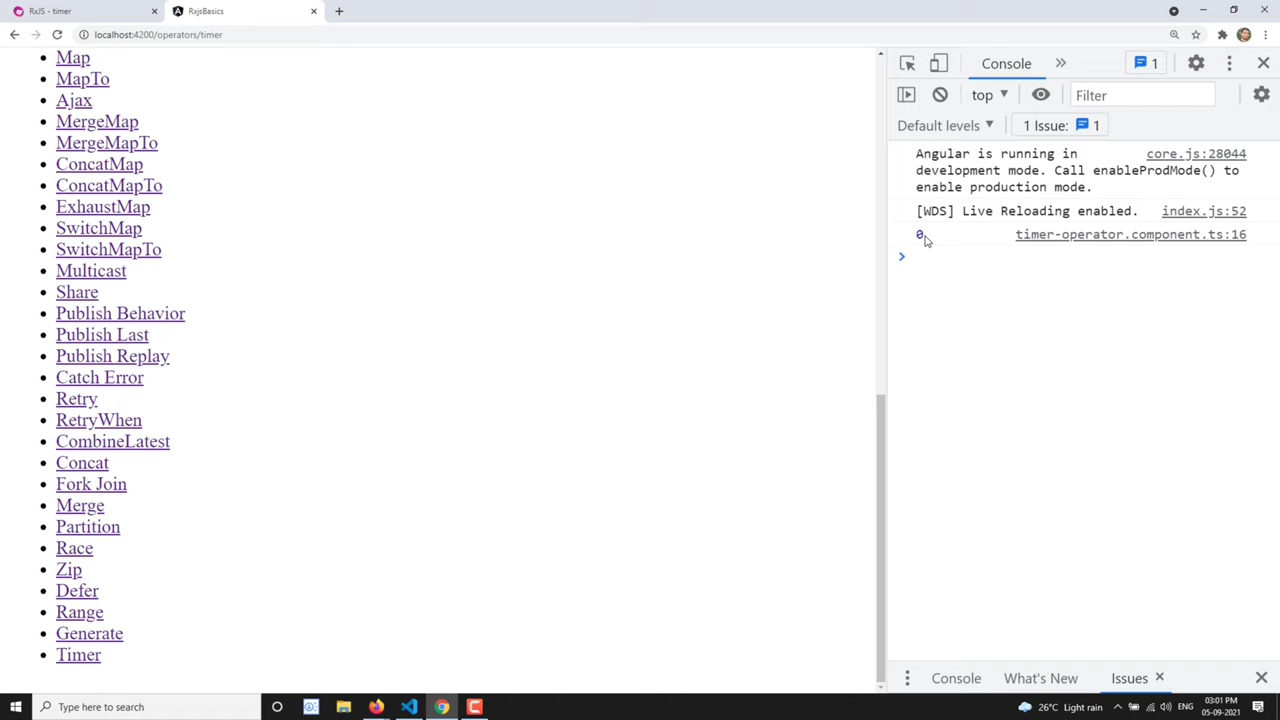 RxJS - timer
RxjsBasics
localhost:4200/operators/timer
Map
MapTo
Ajax
MergeMap
MergeMapTo
ConcatMap
ConcatMapTo
ExhaustMap
SwitchMap
SwitchMapTo
Multicast
Share
Publish Behavior
Publish Last
Publish Replay
Catch Error
Retry
RetryWhen
CombineLatest
Concat
Fork Join
Merge
Partition
Race
Zip
Defer
Range
Generate
Timer
Console
1
top
Filter
Default levels
1 Issue: 1
Angular is running in core.js:28044
development mode. Call enableProdMode() to
enable production mode.
[WDS] Live Reloading enabled. index.js:52
0 timer-operator.component.ts:16
Console What's New Issues
Type here to search
26°C Light rain
ENG
03:01 PM
05-09-2021